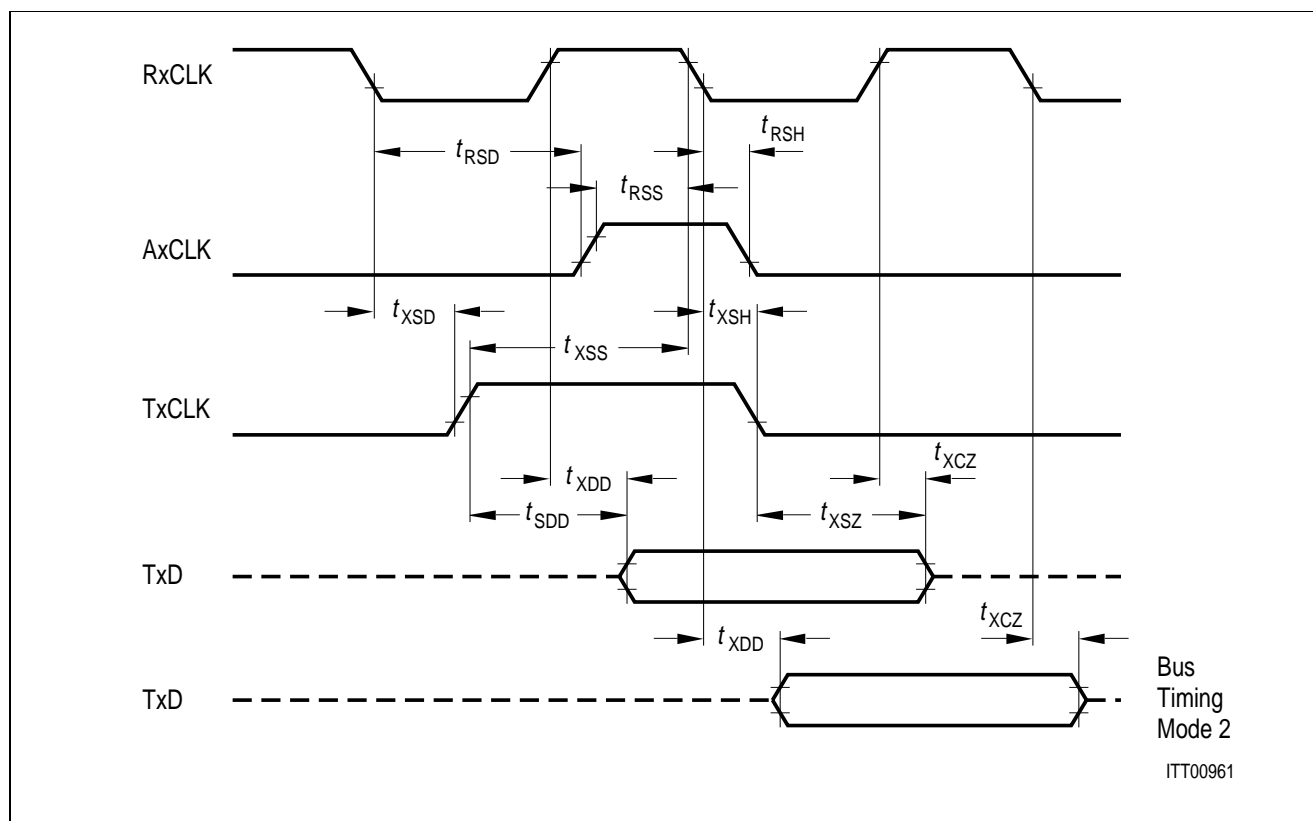 RxCLK
tRSH
tRSD
tRSS
AxCLK
tXSD
tXSH
tXSS
TxCLK
tXCZ
tXDD
tXSZ
tSDD
TxD
tXCZ
tXDD
TxD
Bus
Timing
Mode 2
ITT00961